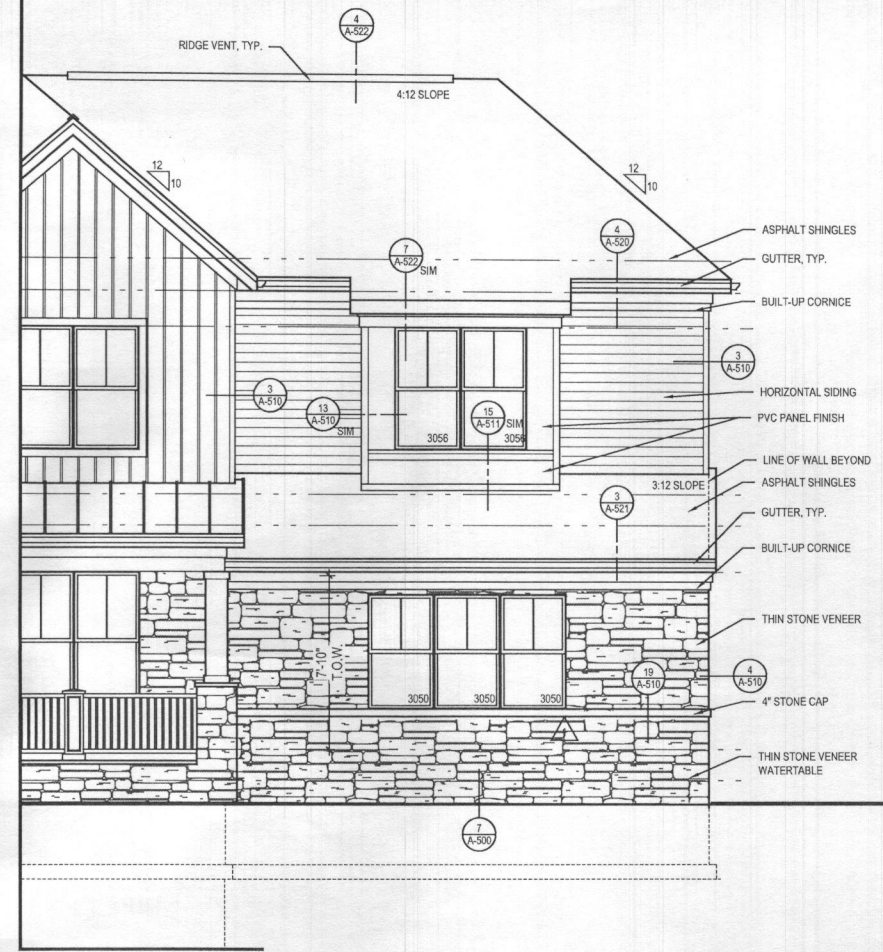 4
A-522
RIDGE VENT, TYP.
4:12 SLOPE
12
10
12
10
4
A-520
ASPHALT SHINGLES
7
A-522
SIM
GUTTER, TYP.
BUILT-UP CORNICE
3
A-510
3
A-510
HORIZONTAL SIDING
13
A-510
SIM
15
A-511
SIM
PVC PANEL FINISH
3056
3056
LINE OF WALL BEYOND
3:12 SLOPE
ASPHALT SHINGLES
3
A-521
GUTTER, TYP.
BUILT-UP CORNICE
THIN STONE VENEER
7'-10"
T.O.W.
19
A-510
4
A-510
3050
3050
3050
4" STONE CAP
1
THIN STONE VENEER
WATERTABLE
7
A-500